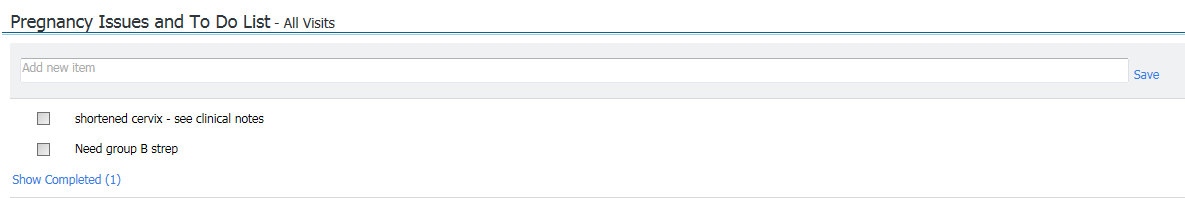 Pregnancy Issues and To Do List - All Visits
Add new item
Save
shortened cervix - see clinical notes
Need group B strep
Show Completed (1)